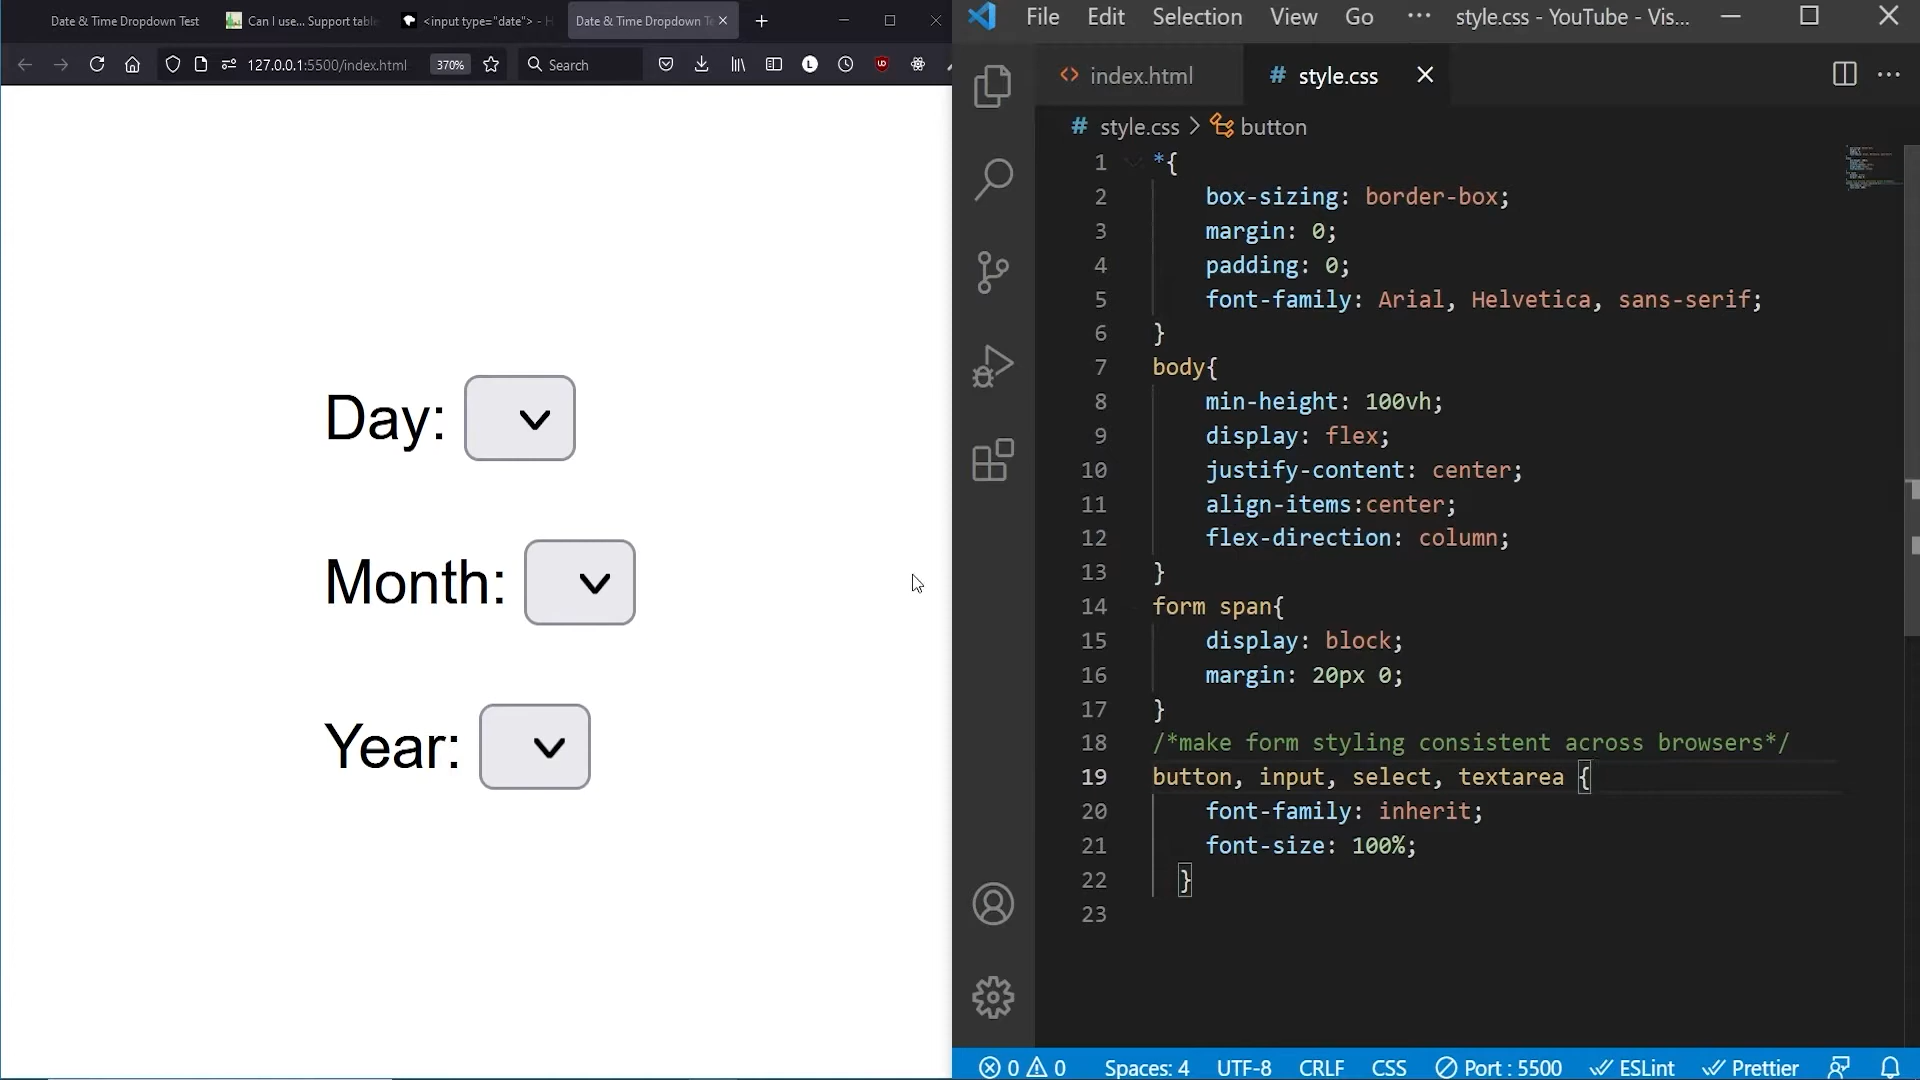 Date & Time Dropdown Test
Can I use... Support table
<input type="date"> - H
Date & Time Dropdown Te
127.0.0.1:5500/index.html
370%
Search
Day:
Month:
Year:
File Edit Selection View Go ··· style.css - YouTube - Vis...
<> index.html
# style.css
# style.css > button
1 *{
2 box-sizing: border-box;
3 margin: 0;
4 padding: 0;
5 font-family: Arial, Helvetica, sans-serif;
6 }
7 body{
8 min-height: 100vh;
9 display: flex;
10 justify-content: center;
11 align-items:center;
12 flex-direction: column;
13 }
14 form span{
15 display: block;
16 margin: 20px 0;
17 }
18 /*make form styling consistent across browsers*/
19 button, input, select, textarea {
20 font-family: inherit;
21 font-size: 100%;
22 }
23
0 0 Spaces: 4 UTF-8 CRLF CSS Port : 5500 ESLint Prettier